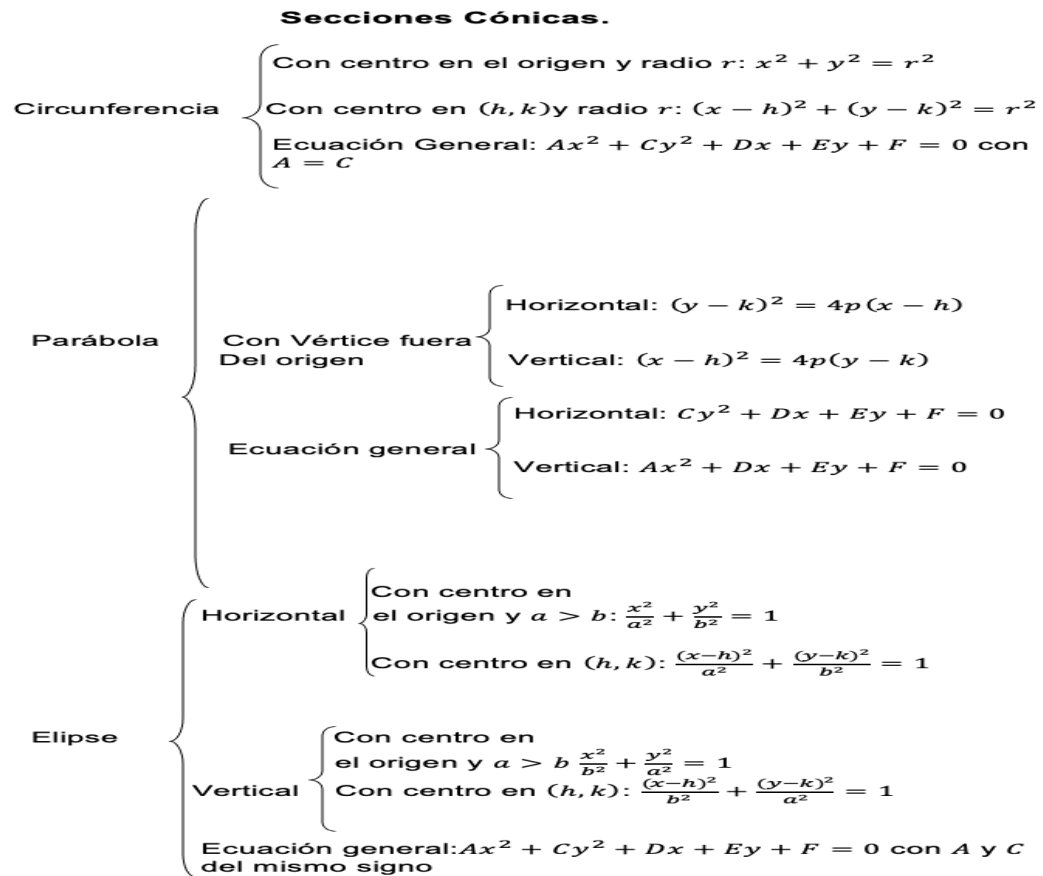 Secciones Cónicas.
Circunferencia
Con centro en el origen y radio r: x² + y² = r²
Con centro en (h, k)y radio r: (x − h)² + (y − k)² = r²
Ecuación General: Ax² + Cy² + Dx + Ey + F = 0 con
A = C
Parábola
Con Vértice fuera
Del origen
Horizontal: (y − k)² = 4p(x − h)
Vertical: (x − h)² = 4p(y − k)
Ecuación general
Horizontal: Cy² + Dx + Ey + F = 0
Vertical: Ax² + Dx + Ey + F = 0
Elipse
Horizontal
Con centro en
el origen y a > b: x²/a² + y²/b² = 1
Con centro en (h, k): (x−h)²/a² + (y−k)²/b² = 1
Vertical
Con centro en
el origen y a > b x²/b² + y²/a² = 1
Con centro en (h, k): (x−h)²/b² + (y−k)²/a² = 1
Ecuación general:Ax² + Cy² + Dx + Ey + F = 0 con A y C
del mismo signo